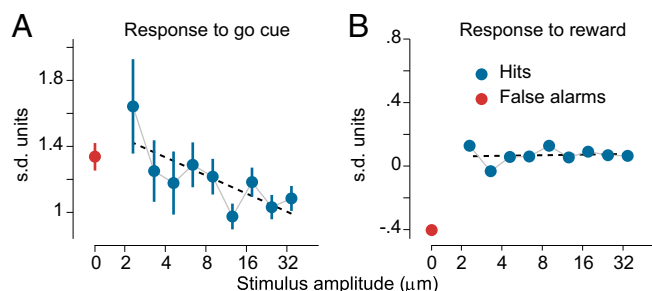 A
Response to go cue
s.d. units
1.8
1.4
1
0 2 4 8 16 32
B
Response to reward
s.d. units
.8
.4
0
-.4
Hits
False alarms
0 2 4 8 16 32
Stimulus amplitude (μm)